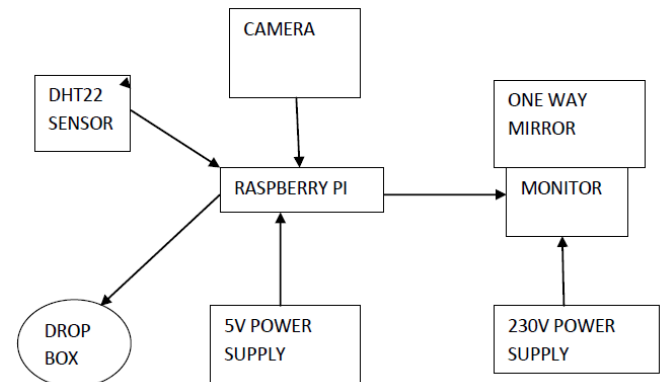 CAMERA
DHT22
SENSOR
ONE WAY
MIRROR
RASPBERRY PI
MONITOR
DROP
BOX
5V POWER
SUPPLY
230V POWER
SUPPLY